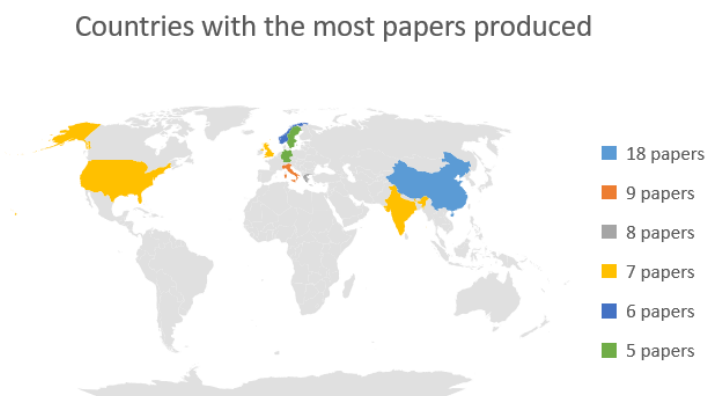 Countries with the most papers produced
18 papers
9 papers
8 papers
7 papers
6 papers
5 papers